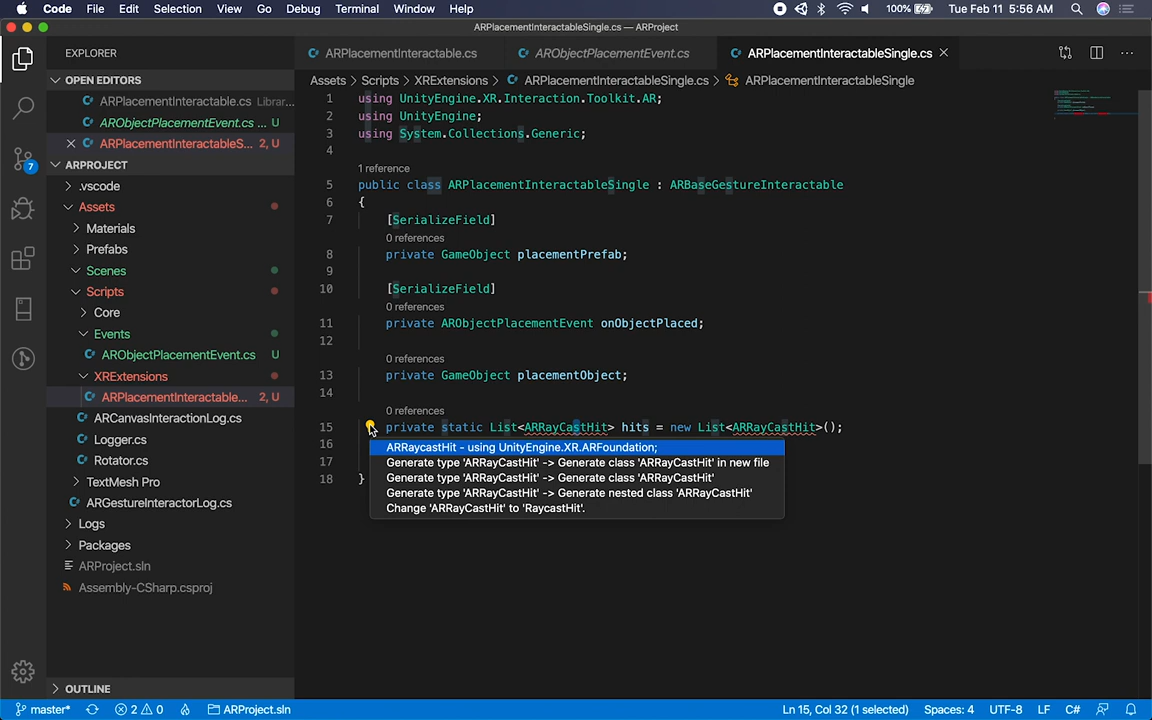 Code File Edit Selection View Go Debug Terminal Window Help 100% Tue Feb 11 5:56 AM
ARPlacementInteractableSingle.cs — ARProject
EXPLORER
OPEN EDITORS
ARPlacementInteractable.cs Librar...
ARObjectPlacementEvent.cs ... U
ARPlacementInteractableS... 2, U
ARPROJECT
.vscode
Assets
Materials
Prefabs
Scenes
Scripts
Core
Events
ARObjectPlacementEvent.cs U
XRExtensions
ARPlacementInteractable... 2, U
ARCanvasInteractionLog.cs
Logger.cs
Rotator.cs
TextMesh Pro
ARGestureInteractorLog.cs
Logs
Packages
ARProject.sln
Assembly-CSharp.csproj
OUTLINE
7
ARPlacementInteractable.cs ARObjectPlacementEvent.cs ARPlacementInteractableSingle.cs
Assets > Scripts > XRExtensions > ARPlacementInteractableSingle.cs > ARPlacementInteractableSingle
1 using UnityEngine.XR.Interaction.Toolkit.AR;
2 using UnityEngine;
3 using System.Collections.Generic;
4
1 reference
5 public class ARPlacementInteractableSingle : ARBaseGestureInteractable
6 {
7 [SerializeField]
0 references
8 private GameObject placementPrefab;
9
10 [SerializeField]
0 references
11 private ARObjectPlacementEvent onObjectPlaced;
12
0 references
13 private GameObject placementObject;
14
0 references
15 private static List<ARRayCastHit> hits = new List<ARRayCastHit>();
16
17
18 }
ARRaycastHit - using UnityEngine.XR.ARFoundation;
Generate type 'ARRayCastHit' -> Generate class 'ARRayCastHit' in new file
Generate type 'ARRayCastHit' -> Generate class 'ARRayCastHit'
Generate type 'ARRayCastHit' -> Generate nested class 'ARRayCastHit'
Change 'ARRayCastHit' to 'RaycastHit'.
master* 2 0 ARProject.sln Ln 15, Col 32 (1 selected) Spaces: 4 UTF-8 LF C#